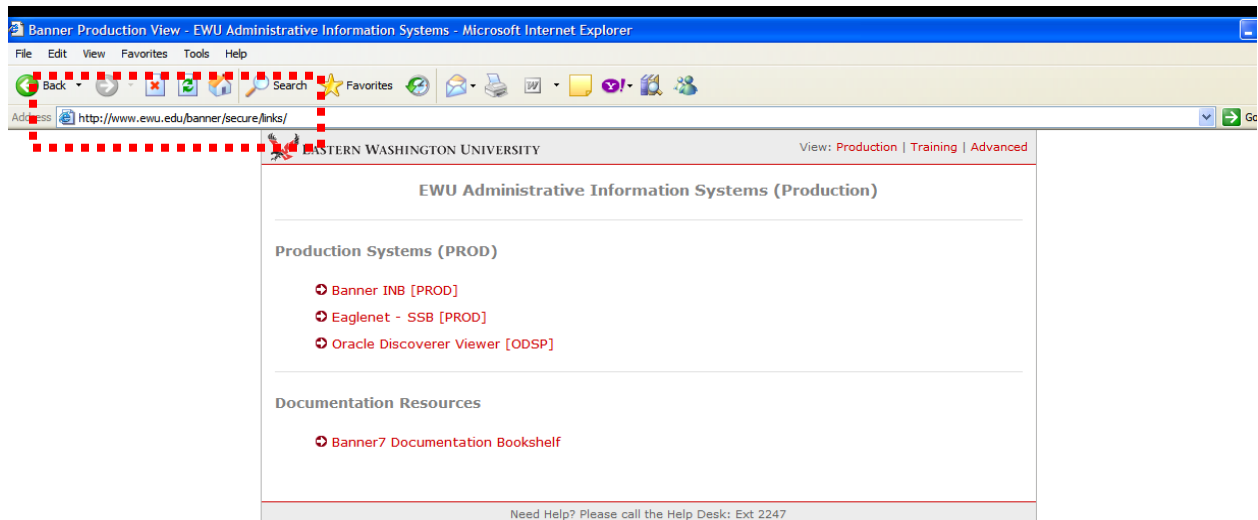 Banner Production View - EWU Administrative Information Systems - Microsoft Internet Explorer
File Edit View Favorites Tools Help
Back Search Favorites
Address http://www.ewu.edu/banner/secure/links/ Go
EASTERN WASHINGTON UNIVERSITY View: Production | Training | Advanced
EWU Administrative Information Systems (Production)
Production Systems (PROD)
Banner INB [PROD]
Eaglenet - SSB [PROD]
Oracle Discoverer Viewer [ODSP]
Documentation Resources
Banner7 Documentation Bookshelf
Need Help? Please call the Help Desk: Ext 2247